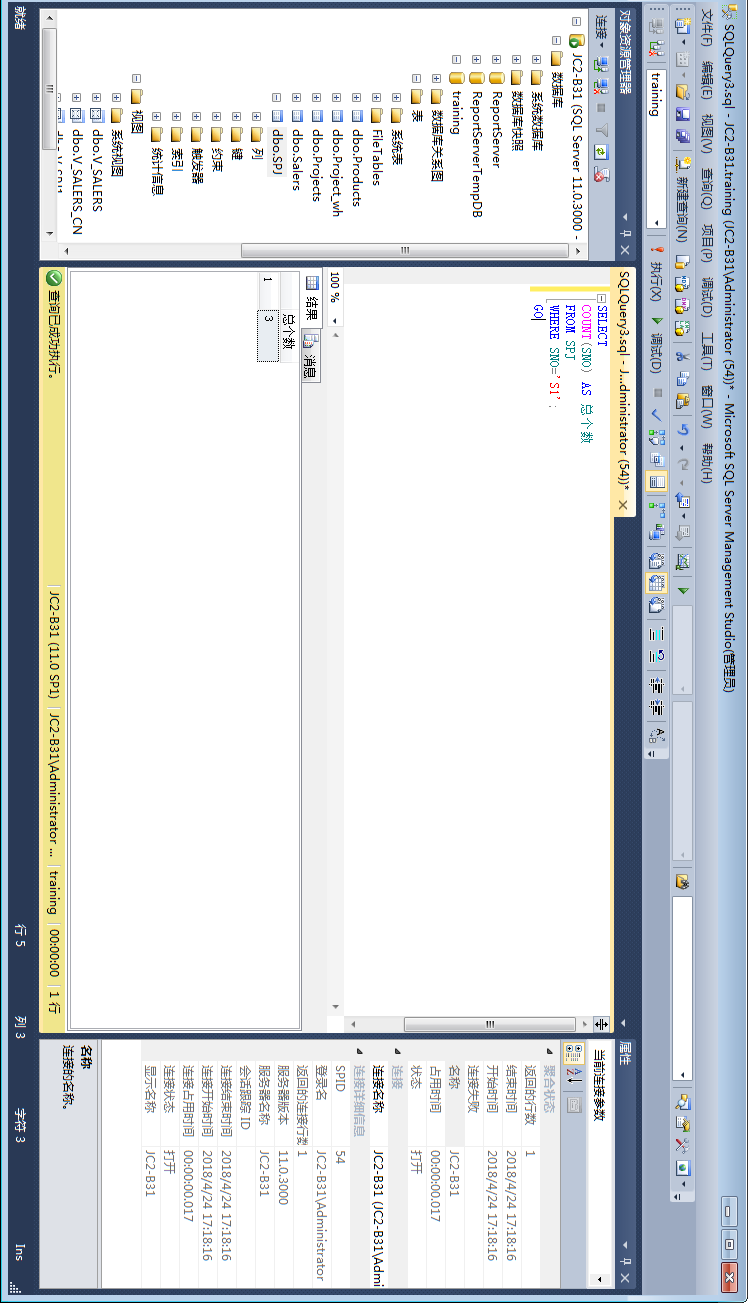 SQLQuery3.sql - JC2-B31.training (JC2-B31\Administrator (54))* - Microsoft SQL Server Management Studio(管理员)
文件(F) 编辑(E) 视图(V) 查询(Q) 项目(P) 调试(D) 工具(T) 窗口(W) 帮助(H)
新建查询(N)
training
执行(X)
调试(D)
对象资源管理器
连接
JC2-B31 (SQL Server 11.0.3000 -
数据库
系统数据库
数据库快照
ReportServer
ReportServerTempDB
training
数据库关系图
表
系统表
FileTables
dbo.Products
dbo.Project_wh
dbo.Projects
dbo.Salers
dbo.SPJ
列
键
约束
触发器
索引
统计信息
视图
系统视图
dbo.V_SALERS
dbo.V_SALERS_CN
SQLQuery3.sql - J...dministrator (54))*
SELECT
COUNT(SNO) AS 总个数
FROM SPJ
WHERE SNO='S1';
GO
100 %
结果 消息
总个数
1 3
查询已成功执行。
JC2-B31 (11.0 SP1) JC2-B31\Administrator ... training 00:00:00 1 行
属性
当前连接参数
聚合状态
返回的行数 1
结束时间 2018/4/24 17:18:16
开始时间 2018/4/24 17:18:16
连接失败
名称 JC2-B31
占用时间 00:00:00.017
状态 打开
连接
连接名称 JC2-B31 (JC2-B31\Admi
连接详细信息
SPID 54
登录名 JC2-B31\Administrator
返回的连接行数 1
服务器版本 11.0.3000
服务器名称 JC2-B31
会话跟踪 ID
连接结束时间 2018/4/24 17:18:16
连接开始时间 2018/4/24 17:18:16
连接占用时间 00:00:00.017
连接状态 打开
显示名称 JC2-B31
名称
连接的名称。
就绪 行 5 列 3 字符 3 Ins